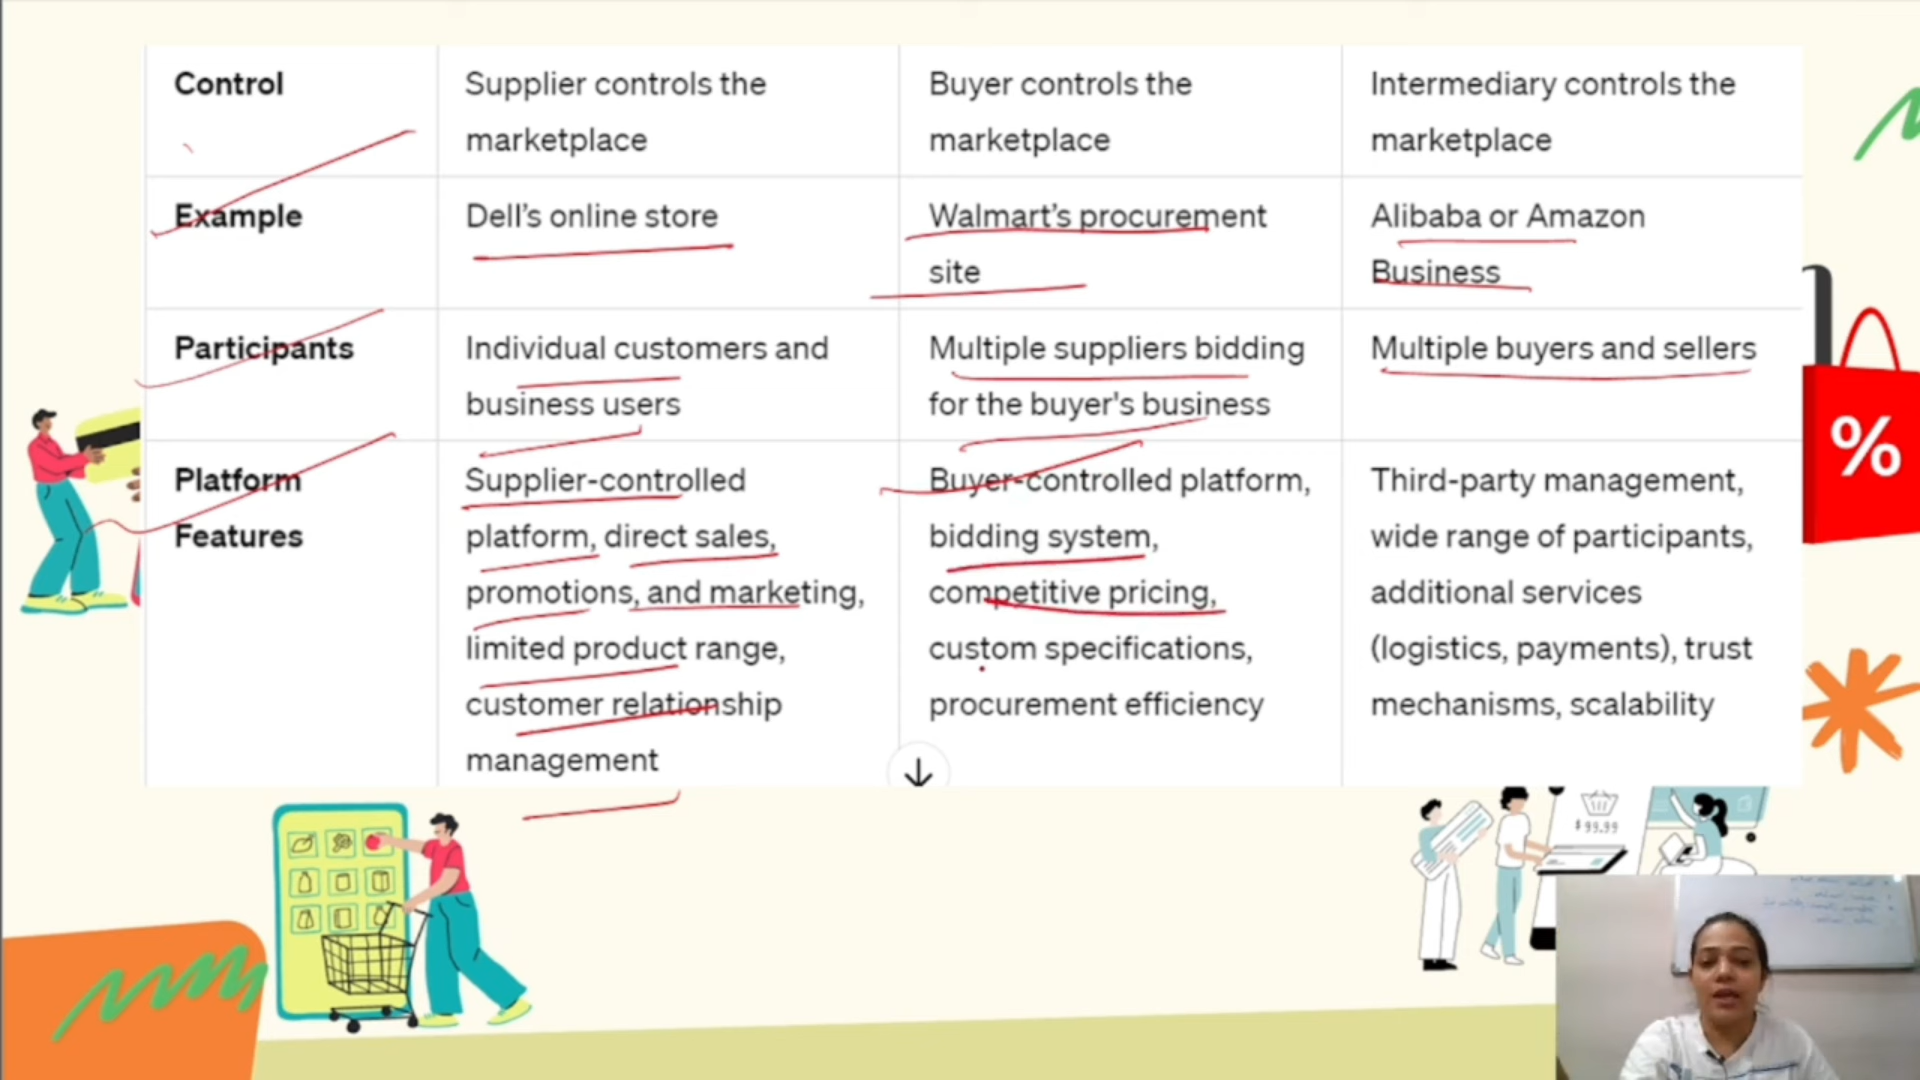 Control
Supplier controls the
marketplace
Buyer controls the
marketplace
Intermediary controls the
marketplace
Example
Dell’s online store
Walmart’s procurement
site
Alibaba or Amazon
Business
Participants
Individual customers and
business users
Multiple suppliers bidding
for the buyer's business
Multiple buyers and sellers
Platform
Features
Supplier-controlled
platform, direct sales,
promotions, and marketing,
limited product range,
customer relationship
management
Buyer-controlled platform,
bidding system,
competitive pricing,
custom specifications,
procurement efficiency
Third-party management,
wide range of participants,
additional services
(logistics, payments), trust
mechanisms, scalability
%
$99.99